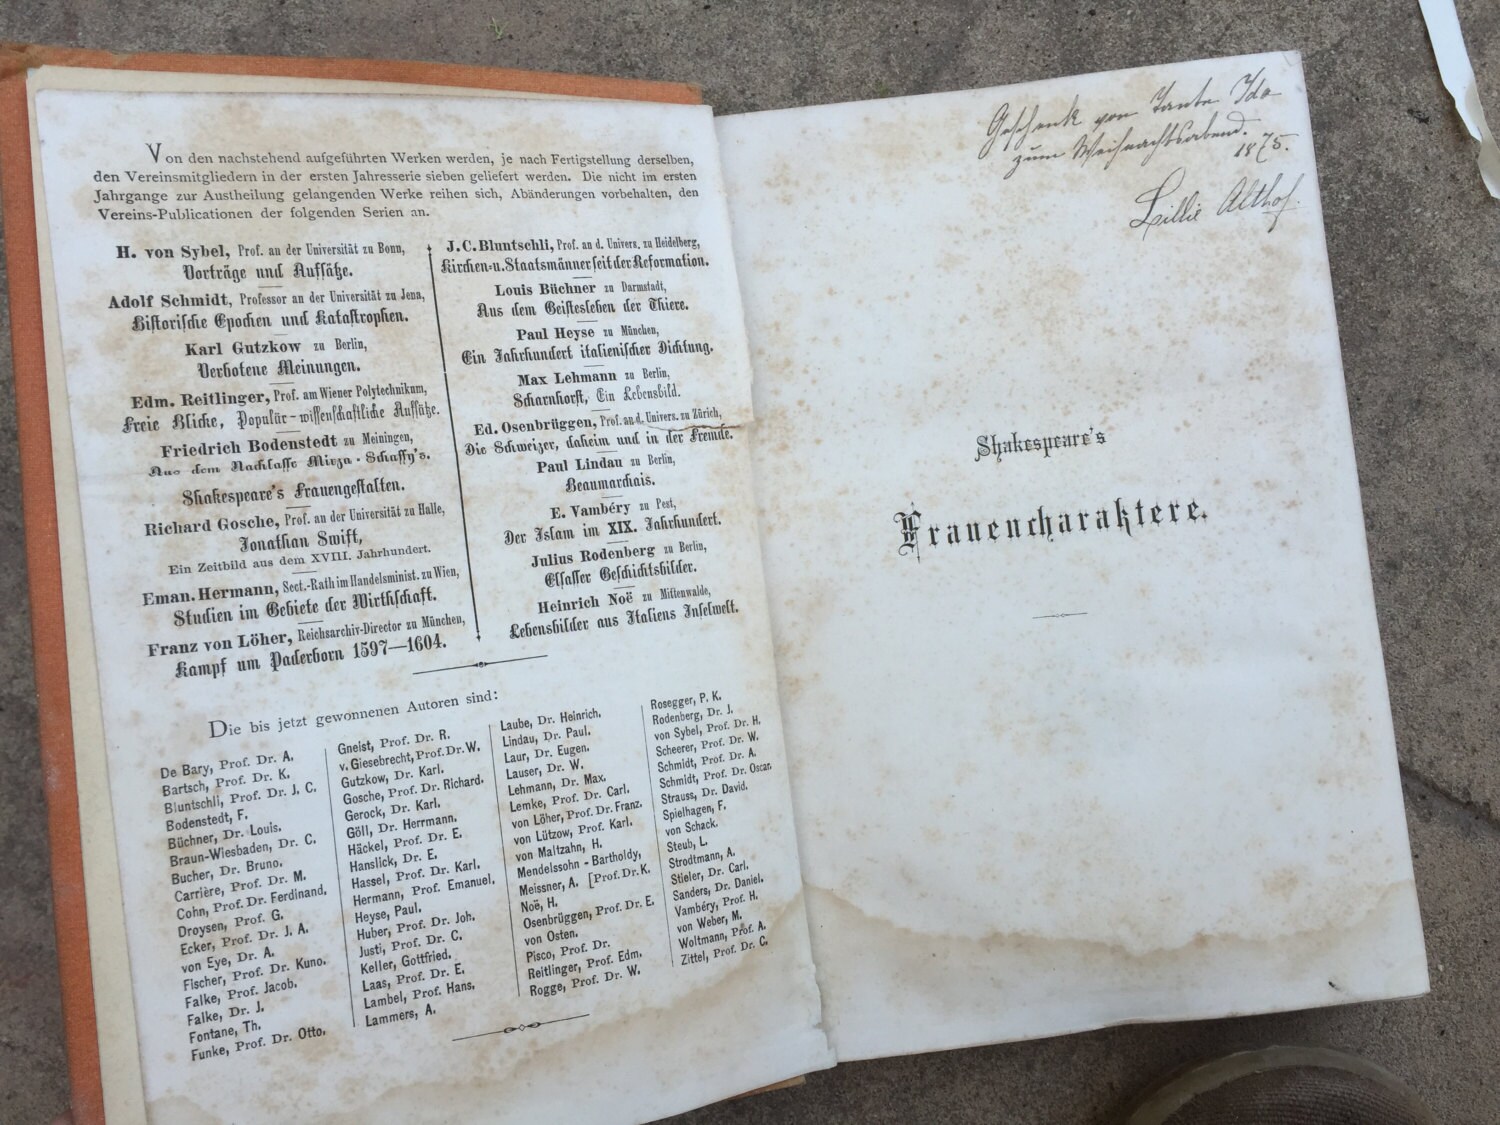 Von den nachstehend aufgeführten Werken werden, je nach Fertigstellung derselben,
den Vereinsmitgliedern in der ersten Jahresserie sieben geliefert werden. Die nicht im ersten
Jahrgange zur Austheilung gelangenden Werke reihen sich, Abänderungen vorbehalten, den
Vereins-Publicationen der folgenden Serien an.
H. von Sybel, Prof. an der Universität zu Bonn,
Vorträge und Aufsätze.
Adolf Schmidt, Professor an der Universität zu Jena,
Historische Epochen und Katastrophen.
Karl Gutzkow zu Berlin,
Verbotene Meinungen.
Edm. Reitlinger, Prof. am Wiener Polytechnikum,
Freie Blicke, Populär-wissenschaftliche Aufsätze.
Friedrich Bodenstedt zu Meiningen,
Aus dem Nachlasse Mirza-Schaffy's.
Shakespeare's Frauengestalten.
Richard Gosche, Prof. an der Universität zu Halle,
Jonathan Swift,
Ein Zeitbild aus dem XVIII. Jahrhundert.
Eman. Hermann, Sect.-Rath im Handelsminist. zu Wien,
Studien im Gebiete der Wirthschaft.
Franz von Löher, Reichsarchiv-Director zu München,
Kampf um Paderborn 1597—1604.
J. C. Bluntschli, Prof. an d. Univers. zu Heidelberg,
Kirchen- u. Staatsmänner seit der Reformation.
Louis Büchner zu Darmstadt,
Aus dem Geistesleben der Thiere.
Paul Heyse zu München,
Ein Jahrhundert italienischer Dichtung.
Max Lehmann zu Berlin,
Scharnhorst, Ein Lebensbild.
Ed. Osenbrüggen, Prof. an d. Univers. zu Zürich,
Die Schweizer, daheim und in der Fremde.
Paul Lindau zu Berlin,
Beaumarchais.
E. Vambéry zu Pest,
Der Islam im XIX. Jahrhundert.
Julius Rodenberg zu Berlin,
Elsasser Geschichtsbilder.
Heinrich Noë zu Mittenwalde,
Lebensbilder aus Italiens Inselwelt.
Die bis jetzt gewonnenen Autoren sind:
De Bary, Prof. Dr. A.
Bartsch, Prof. Dr. K.
Bluntschli, Prof. Dr. J. C.
Bodenstedt, F.
Büchner, Dr. Louis.
Braun-Wiesbaden, Dr. C.
Bucher, Dr. Bruno.
Carrière, Prof. Dr. M.
Cohn, Prof. Dr. Ferdinand.
Droysen, Prof. G.
Ecker, Prof. Dr. J. A.
von Eye, Dr. A.
Fischer, Prof. Dr. Kuno.
Falke, Prof. Jacob.
Falke, Dr. J.
Fontane, Th.
Funke, Prof. Dr. Otto.
Gneist, Prof. Dr. R.
v. Giesebrecht, Prof. Dr. W.
Gutzkow, Dr. Karl.
Gosche, Prof. Dr. Richard.
Gerock, Dr. Karl.
Göll, Dr. Herrmann.
Häckel, Prof. Dr. E.
Hanslick, Dr. E.
Hassel, Prof. Dr. Karl.
Hermann, Prof. Emanuel.
Heyse, Paul.
Huber, Prof. Dr. Joh.
Justi, Prof. Dr. C.
Keller, Gottfried.
Laas, Prof. Dr. E.
Lambel, Prof. Hans.
Lammers, A.
Laube, Dr. Heinrich.
Lindau, Dr. Paul.
Laur, Dr. Eugen.
Lauser, Dr. W.
Lehmann, Dr. Max.
Lemke, Prof. Dr. Carl.
von Löher, Prof. Dr. Franz.
von Lützow, Prof. Karl.
von Maltzahn, H.
Mendelssohn-Bartholdy,
Meissner, A. [Prof. Dr. K.
Noë, H.
Osenbrüggen, Prof. Dr. E.
von Osten.
Pisco, Prof. Dr.
Reitlinger, Prof. Edm.
Rogge, Prof. Dr. W.
Rosegger, P. K.
Rodenberg, Dr. J.
von Sybel, Prof. Dr. H.
Scheerer, Prof. Dr. W.
Schmidt, Prof. Dr. A.
Schmidt, Prof. Dr. Oscar.
Strauss, Dr. David.
Spielhagen, F.
von Schack.
Steub, L.
Strodtmann, A.
Stieler, Dr. Carl.
Sanders, Dr. Daniel.
Vambéry, Prof. H.
von Weber, M.
Woltmann, Prof. A.
Zittel, Prof. Dr. C.
Geschenk von Tante Ida
zum Weihnachtsabend.
1875.
Lillie Althof.
Shakespeare's
Frauencharaktere.